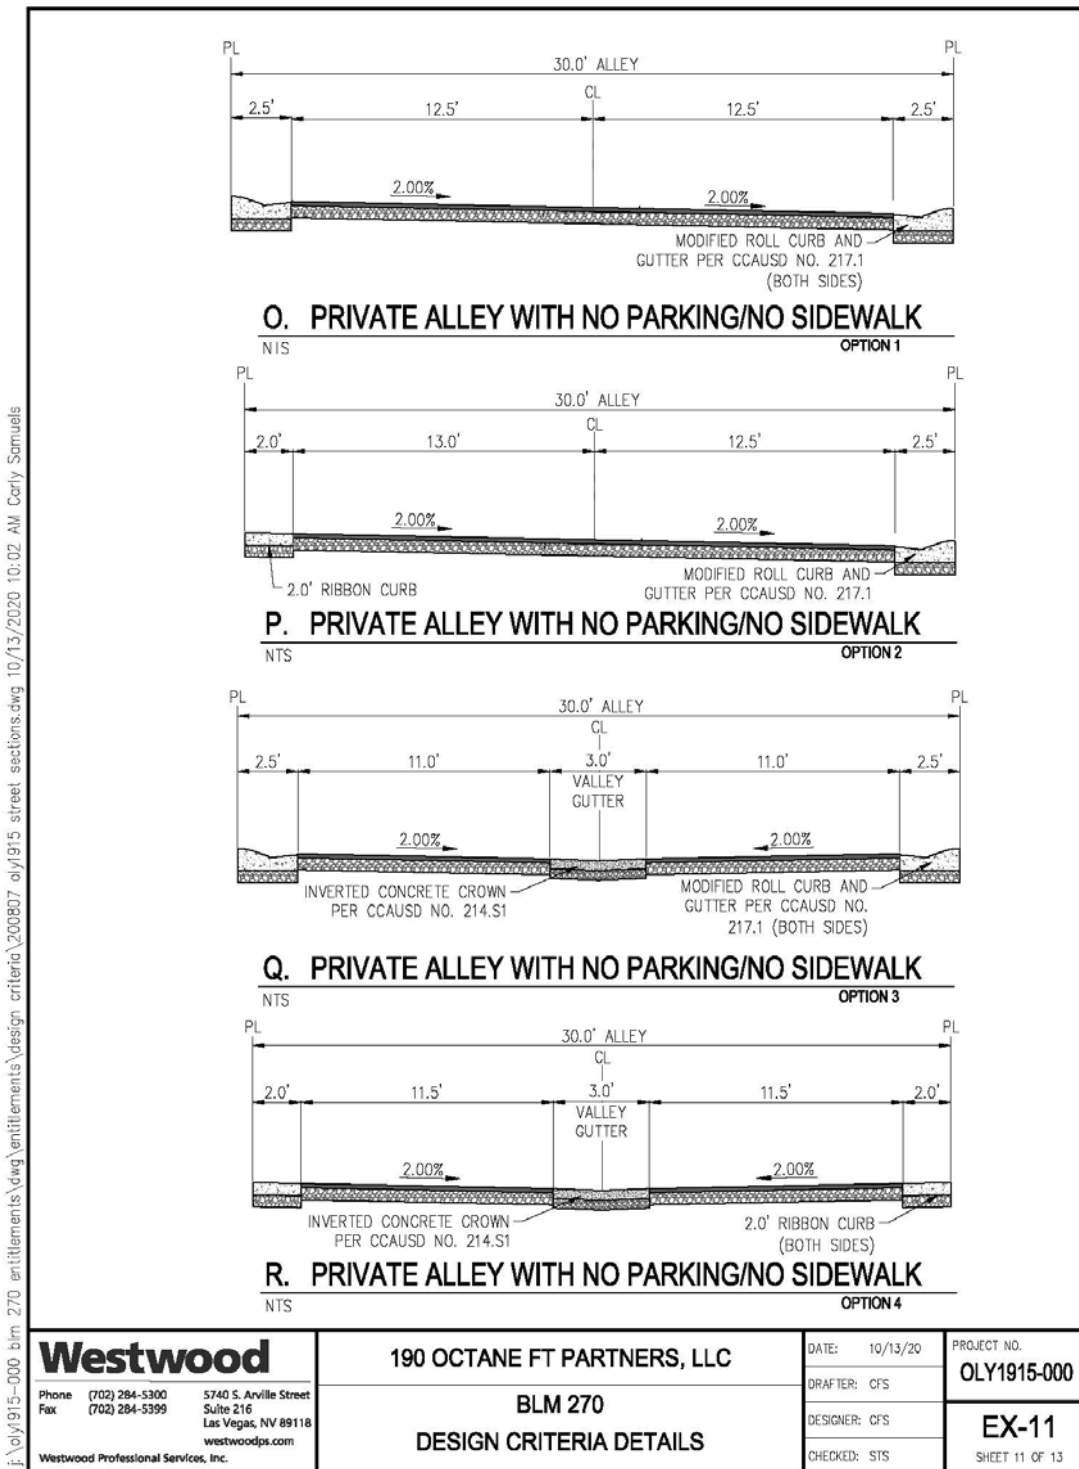 PL
PL
30.0' ALLEY
CL
2.5'
12.5'
12.5'
2.5'
2.00%
2.00%
MODIFIED ROLL CURB AND
GUTTER PER CCAUSD NO. 217.1
(BOTH SIDES)
O. PRIVATE ALLEY WITH NO PARKING/NO SIDEWALK
NTS
OPTION 1
PL
PL
30.0' ALLEY
CL
2.0'
13.0'
12.5'
2.5'
2.00%
2.00%
2.0' RIBBON CURB
MODIFIED ROLL CURB AND
GUTTER PER CCAUSD NO. 217.1
P. PRIVATE ALLEY WITH NO PARKING/NO SIDEWALK
NTS
OPTION 2
PL
PL
30.0' ALLEY
CL
2.5'
11.0'
3.0'
11.0'
2.5'
VALLEY
GUTTER
2.00%
2.00%
INVERTED CONCRETE CROWN
PER CCAUSD NO. 214.S1
MODIFIED ROLL CURB AND
GUTTER PER CCAUSD NO.
217.1 (BOTH SIDES)
Q. PRIVATE ALLEY WITH NO PARKING/NO SIDEWALK
NTS
OPTION 3
PL
PL
30.0' ALLEY
CL
2.0'
11.5'
3.0'
11.5'
2.0'
VALLEY
GUTTER
2.00%
2.00%
INVERTED CONCRETE CROWN
PER CCAUSD NO. 214.S1
2.0' RIBBON CURB
(BOTH SIDES)
R. PRIVATE ALLEY WITH NO PARKING/NO SIDEWALK
NTS
OPTION 4
j:\oly1915-000 blm 270 entitlements\dwg\entitlements\design criteria\200807 oly1915 street sections.dwg 10/13/2020 10:02 AM Carly Samuels
Westwood
Phone (702) 284-5300
Fax (702) 284-5399
5740 S. Arville Street
Suite 216
Las Vegas, NV 89118
westwoodps.com
Westwood Professional Services, Inc.
190 OCTANE FT PARTNERS, LLC
BLM 270
DESIGN CRITERIA DETAILS
DATE: 10/13/20
DRAFTER: CFS
DESIGNER: CFS
CHECKED: STS
PROJECT NO.
OLY1915-000
EX-11
SHEET 11 OF 13